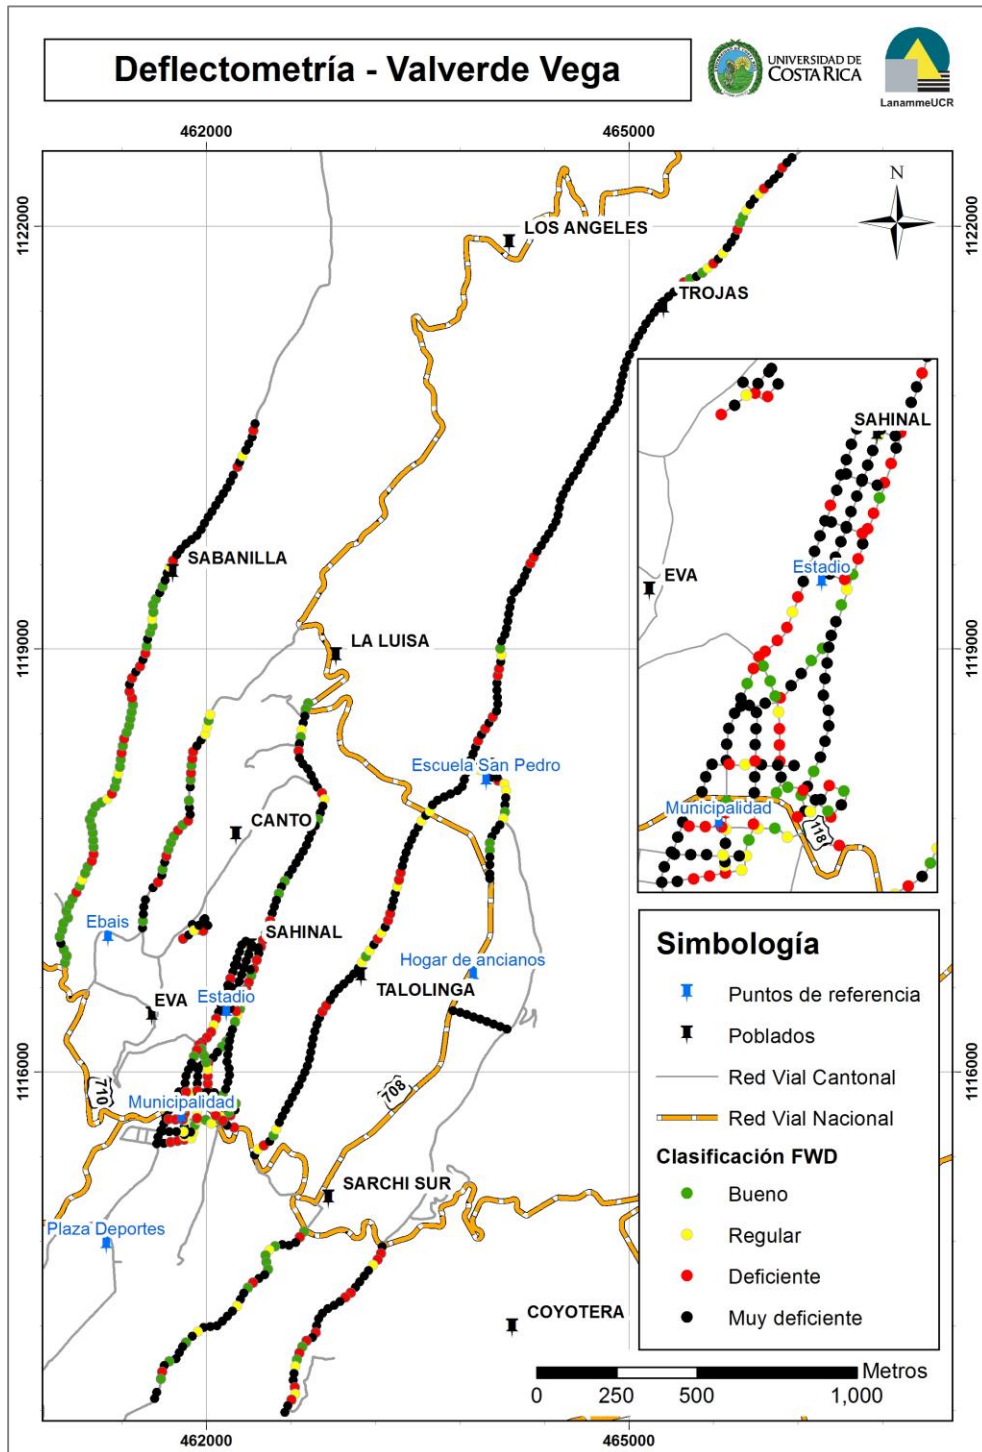 Deflectometría - Valverde Vega
UNIVERSIDAD DE
COSTA RICA
LanammeUCR
462000
465000
N
1122000
1122000
LOS ANGELES
TROJAS
SAHINAL
Estadio
EVA
Municipalidad
118
SABANILLA
1119000
1119000
LA LUISA
Escuela San Pedro
CANTO
Ebais
SAHINAL
Hogar de ancianos
TALOLINGA
EVA
Estadio
1116000
1116000
710
708
Municipalidad
SARCHI SUR
Plaza Deportes
COYOTERA
Simbología
Puntos de referencia
Poblados
Red Vial Cantonal
Red Vial Nacional
Clasificación FWD
Bueno
Regular
Deficiente
Muy deficiente
Metros
0
250
500
1,000
462000
465000